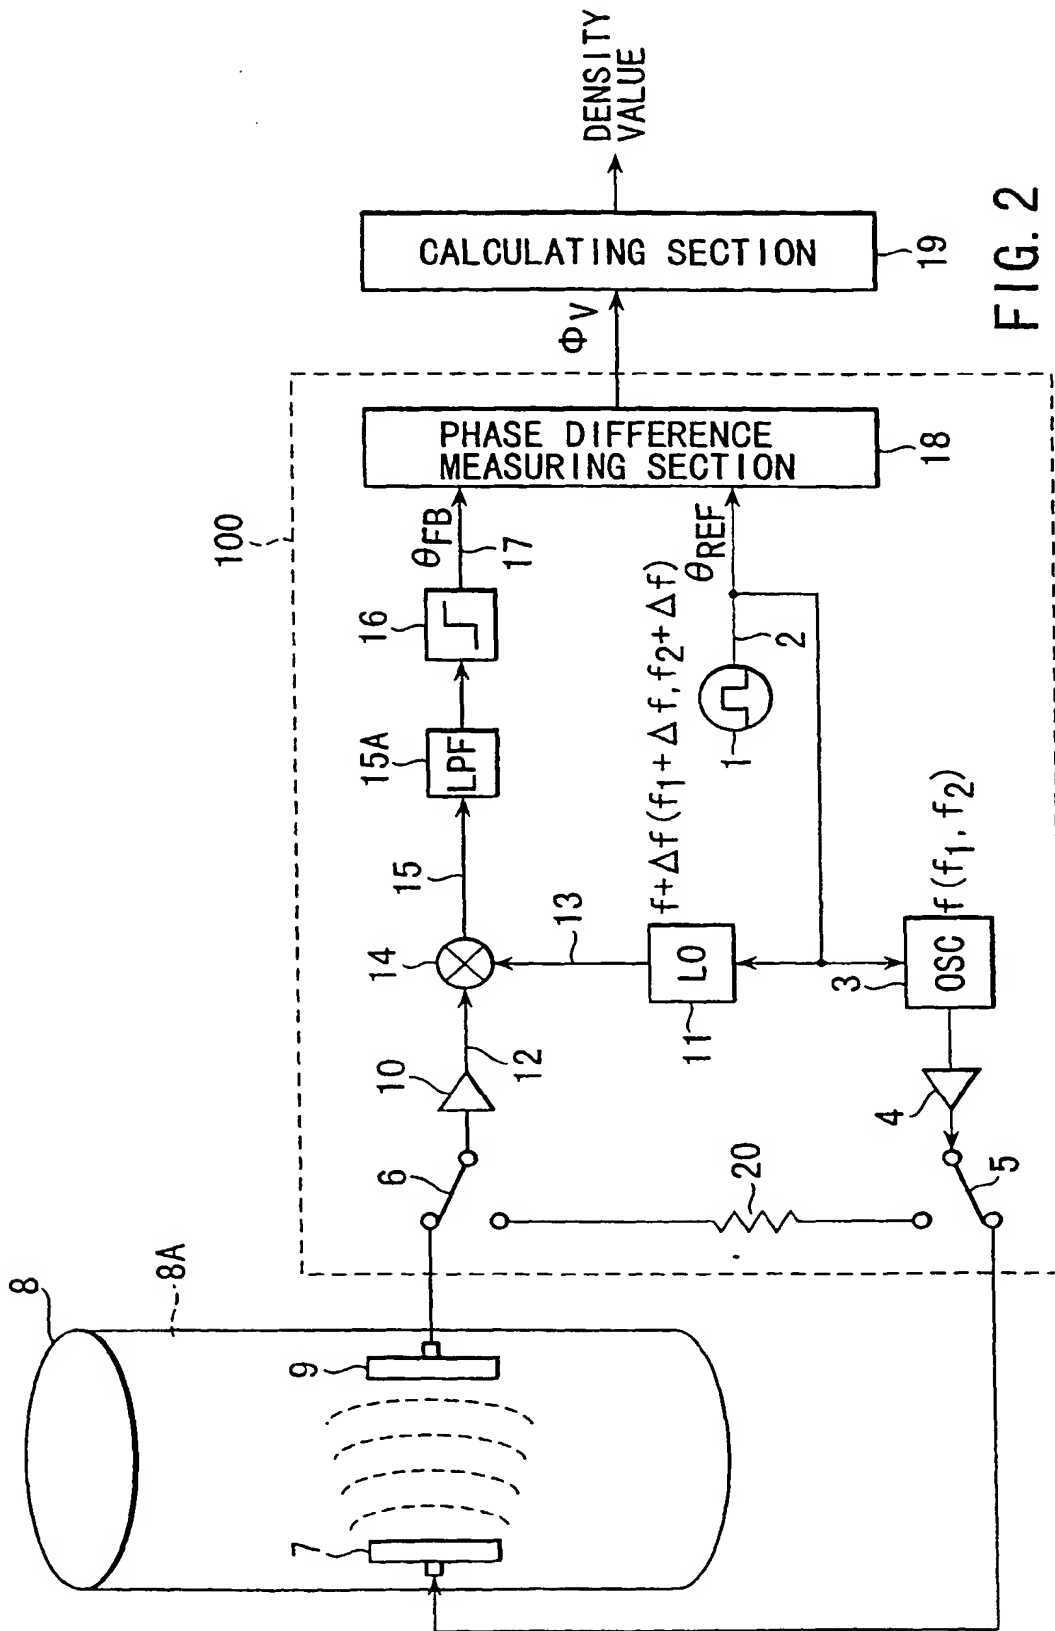 8
8A
7
9
100
6
10
12
14
15
15A
LPF
16
θFB
17
PHASE DIFFERENCE
MEASURING SECTION
18
ΦV
CALCULATING SECTION
19
DENSITY
VALUE
13
LO
11
f+Δf(f1+Δf,f2+Δf)
1
2
θREF
20
5
4
3
OSC
f(f1,f2)
FIG.2